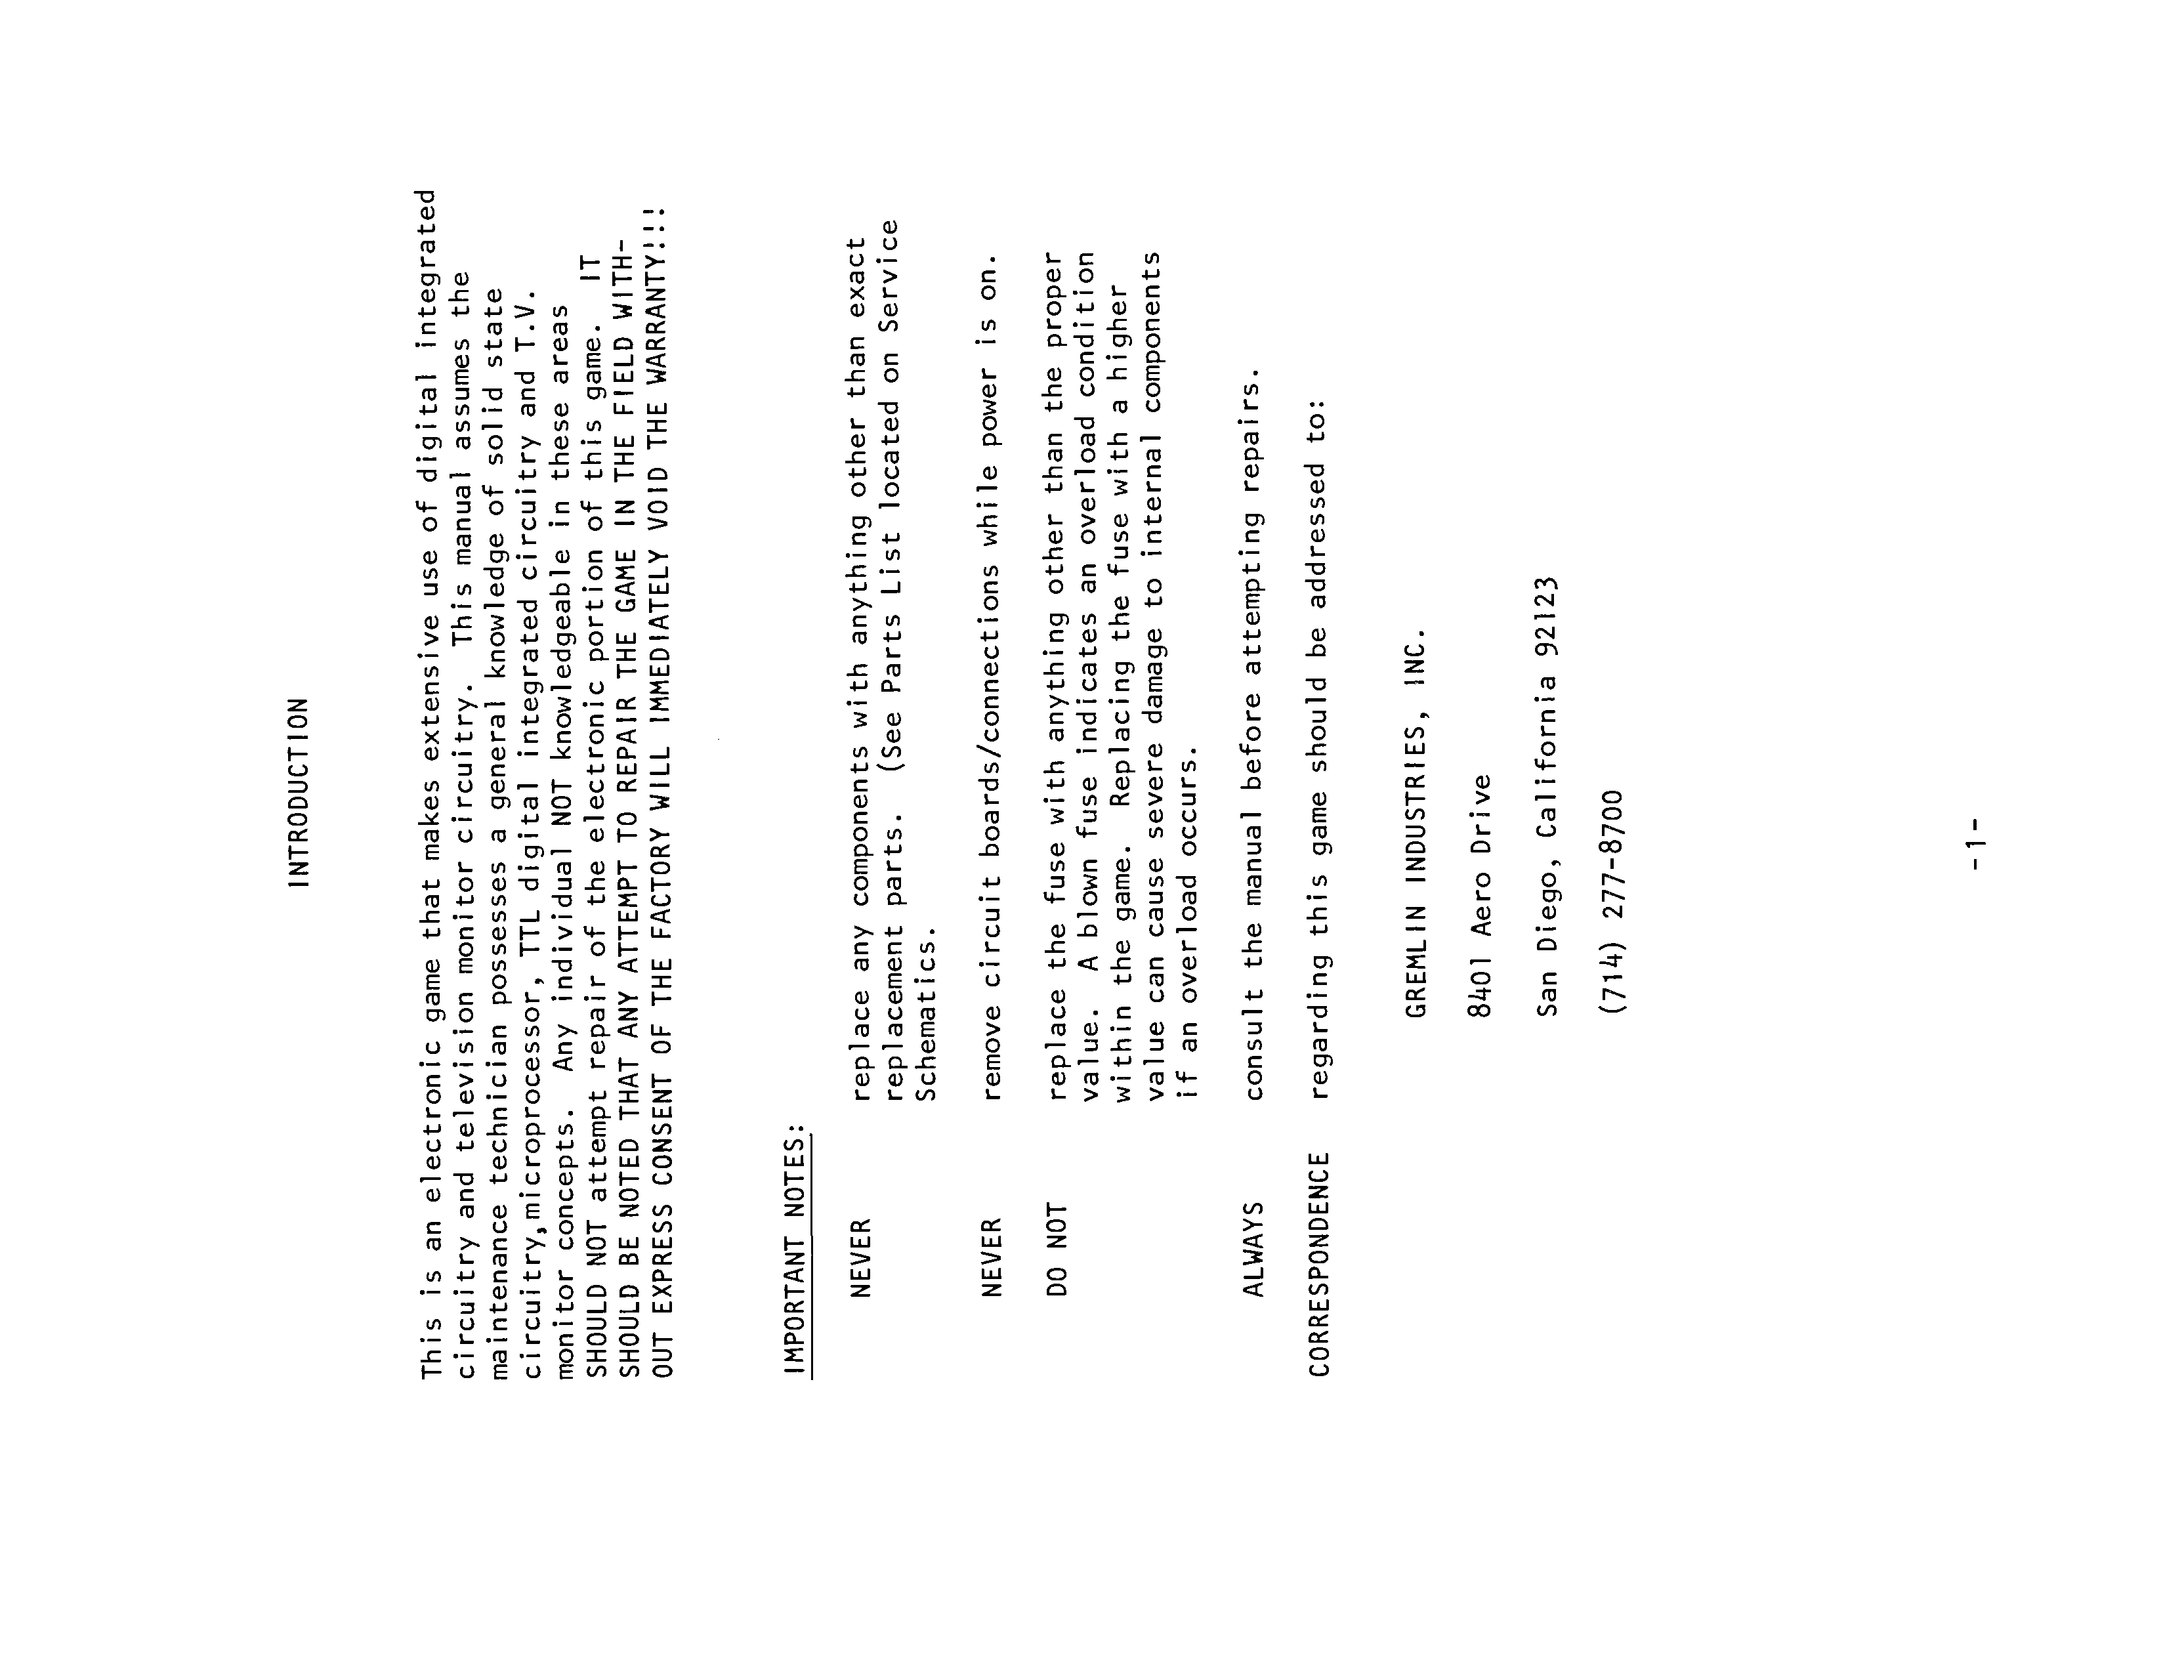 INTRODUCTION
This is an electronic game that makes extensive use of digital integrated
circuitry and television monitor circuitry. This manual assumes the
maintenance technician possesses a general knowledge of solid state
circuitry,microprocessor, TTL digital integrated circuitry and T.V.
monitor concepts. Any individual NOT knowledgeable in these areas
SHOULD NOT attempt repair of the electronic portion of this game. IT
SHOULD BE NOTED THAT ANY ATTEMPT TO REPAIR THE GAME IN THE FIELD WITH-
OUT EXPRESS CONSENT OF THE FACTORY WILL IMMEDIATELY VOID THE WARRANTY!!!
IMPORTANT NOTES:
NEVER replace any components with anything other than exact
replacement parts. (See Parts List located on Service
Schematics.
NEVER remove circuit boards/connections while power is on.
DO NOT replace the fuse with anything other than the proper
value. A blown fuse indicates an overload condition
within the game. Replacing the fuse with a higher
value can cause severe damage to internal components
if an overload occurs.
ALWAYS consult the manual before attempting repairs.
CORRESPONDENCE regarding this game should be addressed to:
GREMLIN INDUSTRIES, INC.
8401 Aero Drive
San Diego, California 92123
(714) 277-8700
-1-